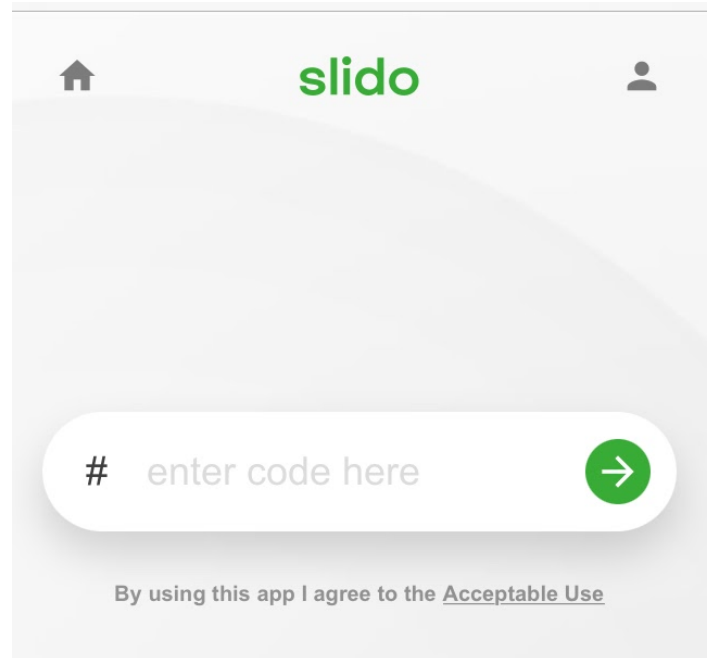 slido
# enter code here
By using this app I agree to the Acceptable Use